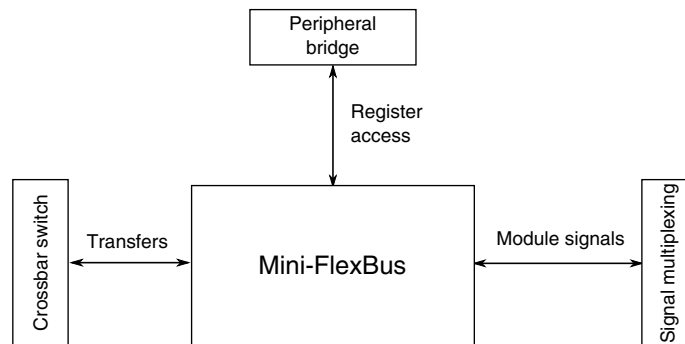 Peripheral
bridge
Register
access
Crossbar switch
Transfers
Mini-FlexBus
Module signals
Signal multiplexing